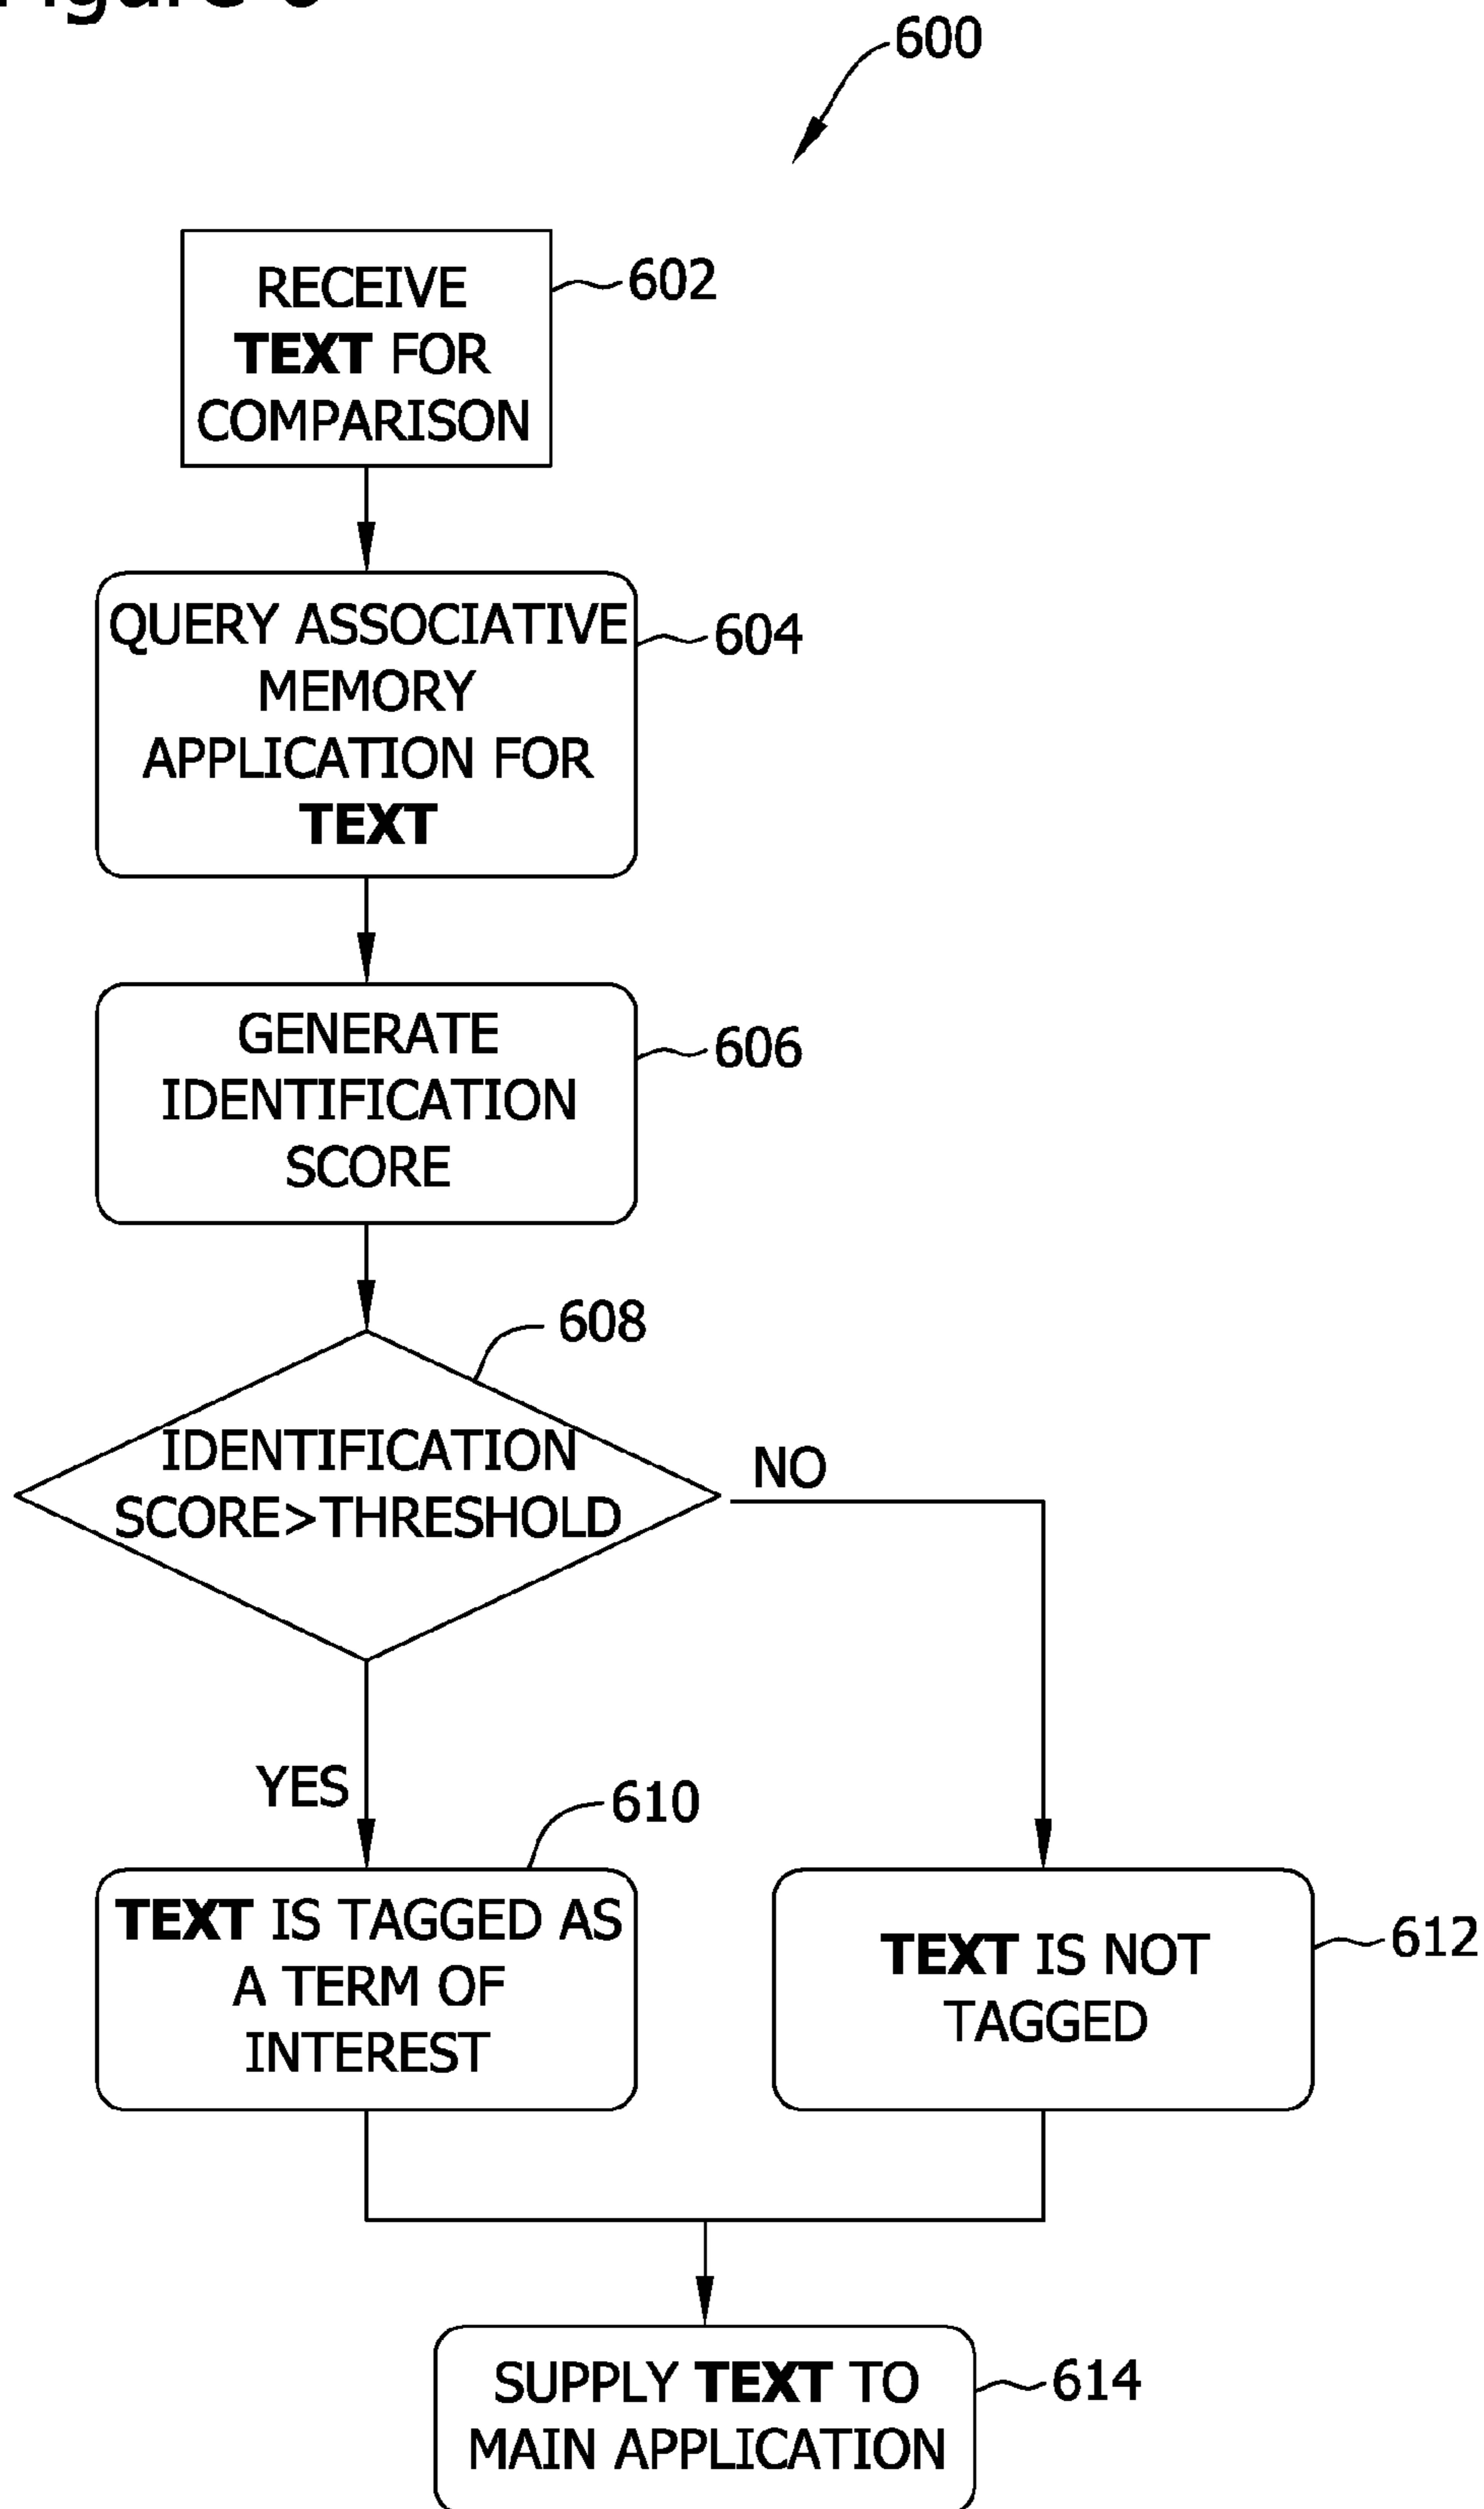 600
RECEIVE
TEXT FOR
COMPARISON
602
QUERY ASSOCIATIVE
MEMORY
APPLICATION FOR
TEXT
604
GENERATE
IDENTIFICATION
SCORE
606
608
IDENTIFICATION
SCORE>THRESHOLD
NO
YES
610
TEXT IS TAGGED AS
A TERM OF
INTEREST
TEXT IS NOT
TAGGED
612
SUPPLY TEXT TO
MAIN APPLICATION
614